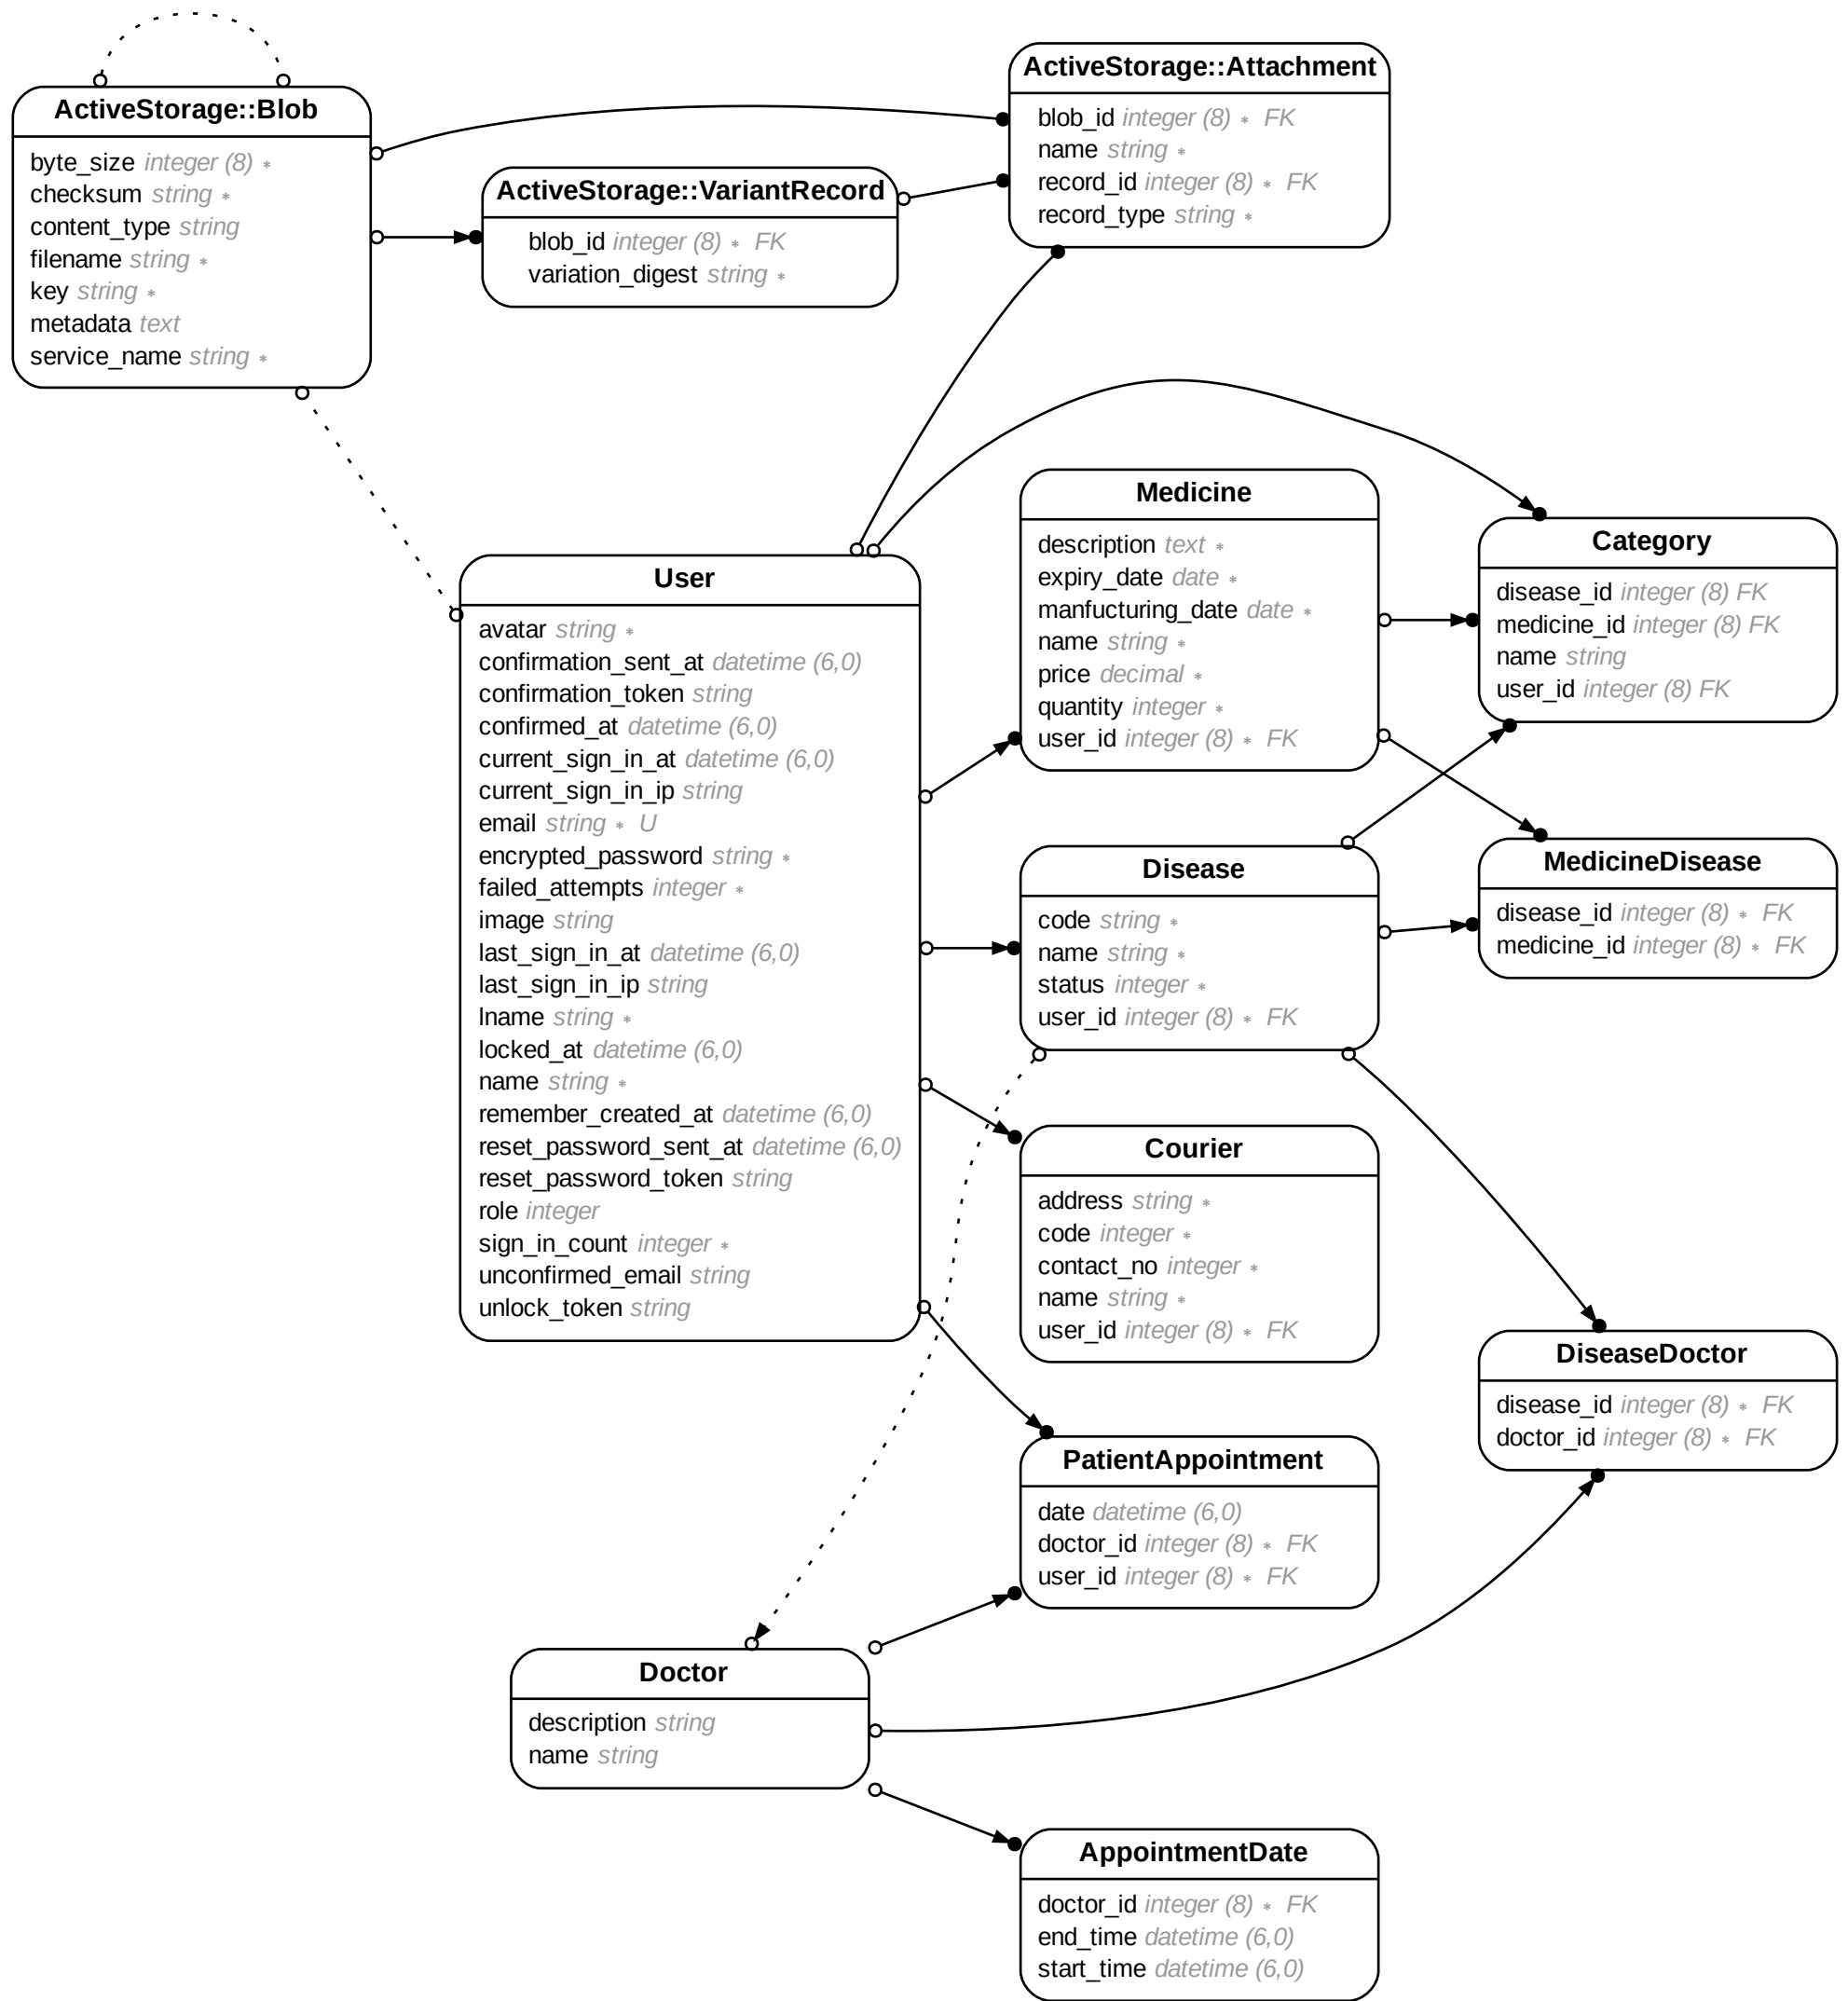 ActiveStorage::Blob
byte_size integer (8) *
checksum string *
content_type string
filename string *
key string *
metadata text
service_name string *
ActiveStorage::Attachment
blob_id integer (8) * FK
name string *
record_id integer (8) * FK
record_type string *
ActiveStorage::VariantRecord
blob_id integer (8) * FK
variation_digest string *
User
avatar string *
confirmation_sent_at datetime (6,0)
confirmation_token string
confirmed_at datetime (6,0)
current_sign_in_at datetime (6,0)
current_sign_in_ip string
email string * U
encrypted_password string *
failed_attempts integer *
image string
last_sign_in_at datetime (6,0)
last_sign_in_ip string
lname string *
locked_at datetime (6,0)
name string *
remember_created_at datetime (6,0)
reset_password_sent_at datetime (6,0)
reset_password_token string
role integer
sign_in_count integer *
unconfirmed_email string
unlock_token string
Medicine
description text *
expiry_date date *
manfucturing_date date *
name string *
price decimal *
quantity integer *
user_id integer (8) * FK
Category
disease_id integer (8) FK
medicine_id integer (8) FK
name string
user_id integer (8) FK
Disease
code string *
name string *
status integer *
user_id integer (8) * FK
MedicineDisease
disease_id integer (8) * FK
medicine_id integer (8) * FK
Courier
address string *
code integer *
contact_no integer *
name string *
user_id integer (8) * FK
DiseaseDoctor
disease_id integer (8) * FK
doctor_id integer (8) * FK
PatientAppointment
date datetime (6,0)
doctor_id integer (8) * FK
user_id integer (8) * FK
Doctor
description string
name string
AppointmentDate
doctor_id integer (8) * FK
end_time datetime (6,0)
start_time datetime (6,0)